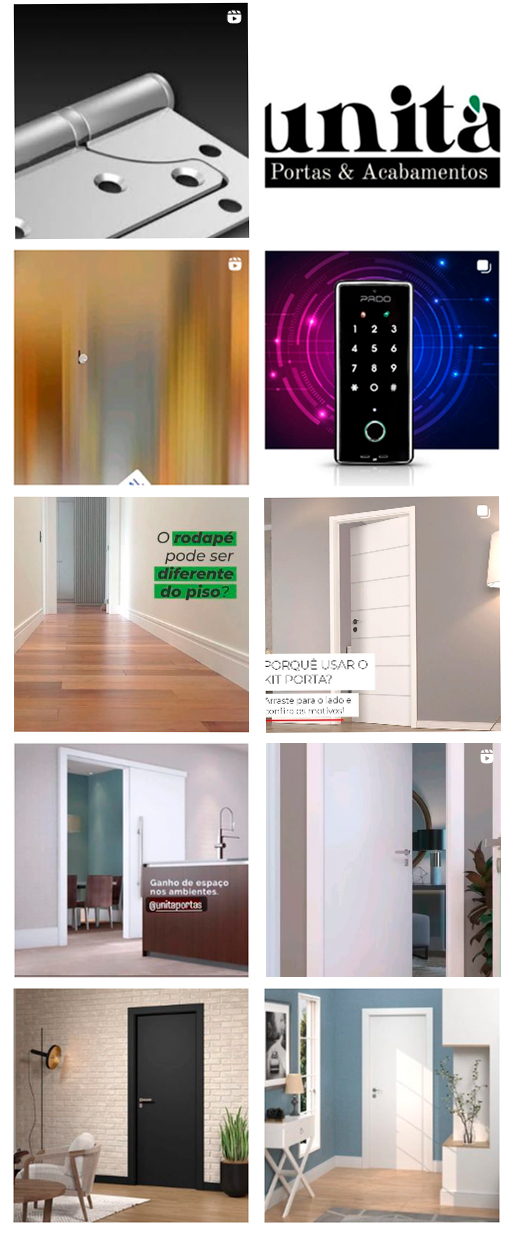 unità
Portas & Acabamentos
PADO
1 2 3
4 5 6
7 8 9
* 0 #
O rodapé
pode ser
diferente
do piso?
PORQUÊ USAR O
KIT PORTA?
Arraste para o lado e
confira os motivos!
Ganho de espaço
nos ambientes.
@unitaportas